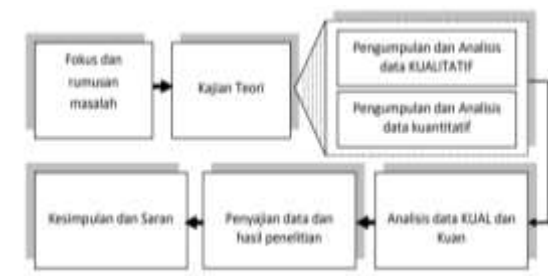 Fokus dan
rumusan
masalah
Kajian Teori
Pengumpulan dan Analisis
data KUALITATIF
Pengumpulan dan Analisis
data kuantitatif
Analisis data KUAL dan
Kuan
Penyajian data dan
hasil penelitian
Kesimpulan dan Saran